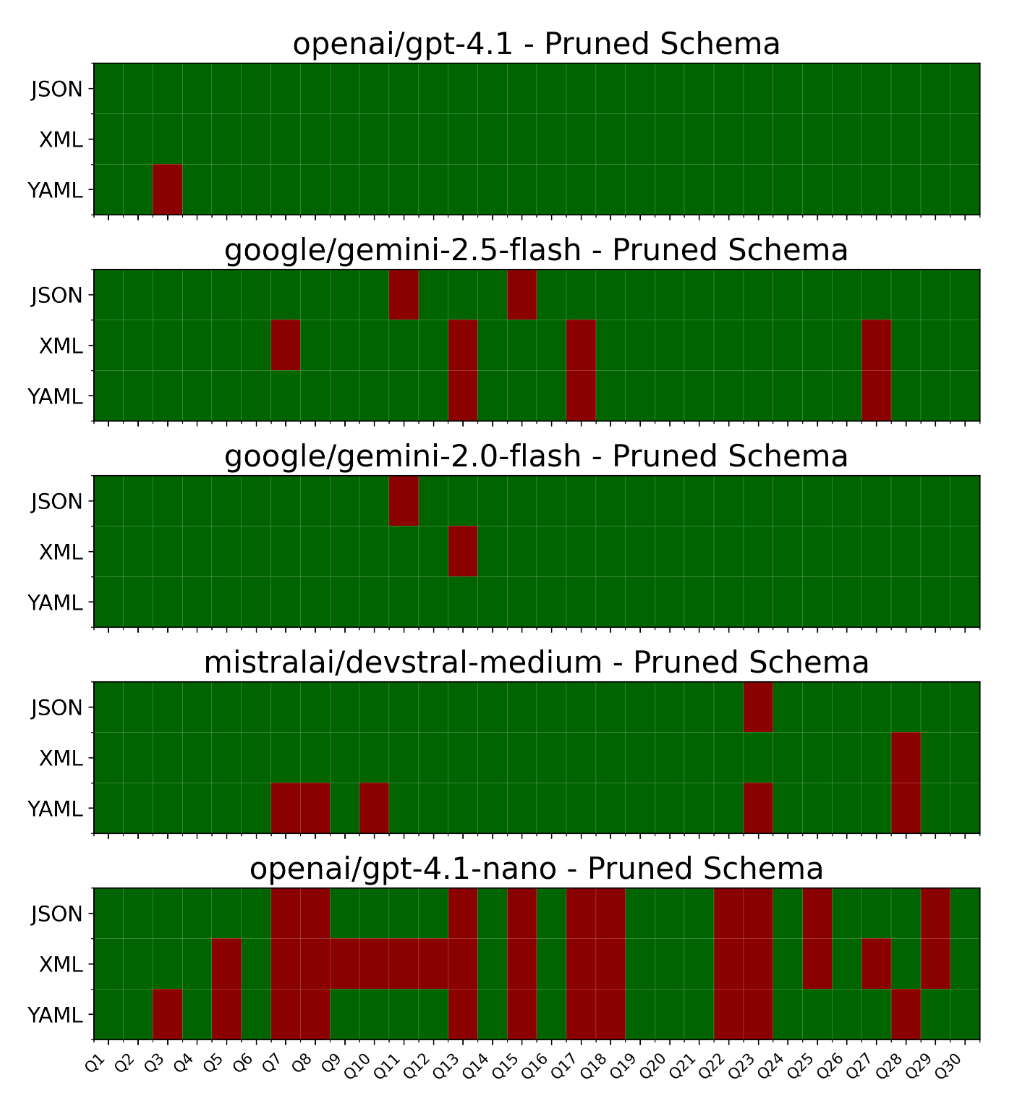 openai/gpt-4.1 - Pruned Schema
JSON
XML
YAML
google/gemini-2.5-flash - Pruned Schema
JSON
XML
YAML
google/gemini-2.0-flash - Pruned Schema
JSON
XML
YAML
mistralai/devstral-medium - Pruned Schema
JSON
XML
YAML
openai/gpt-4.1-nano - Pruned Schema
JSON
XML
YAML
Q1 Q2 Q3 Q4 Q5 Q6 Q7 Q8 Q9 Q10 Q11 Q12 Q13 Q14 Q15 Q16 Q17 Q18 Q19 Q20 Q21 Q22 Q23 Q24 Q25 Q26 Q27 Q28 Q29 Q30